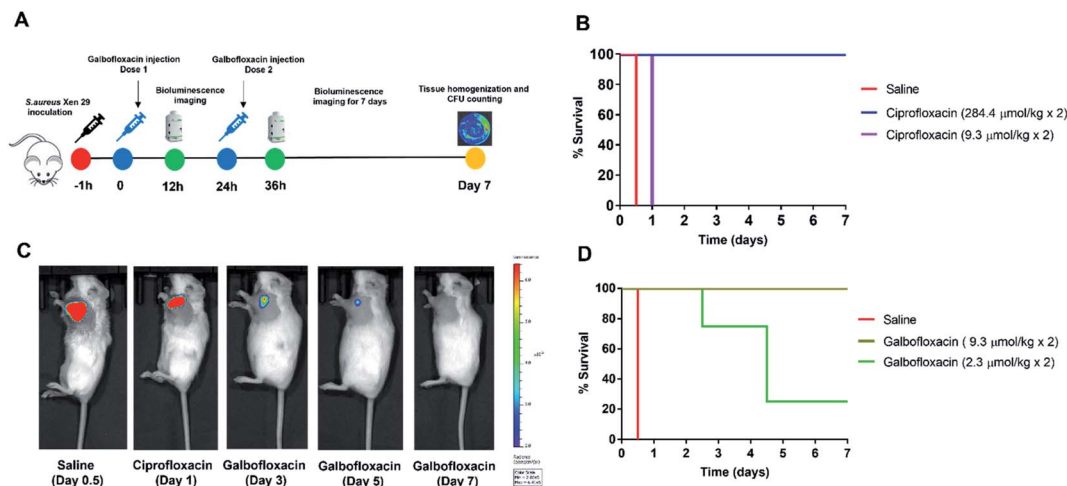 A
Galbofloxacin injection
Dose 1
Galbofloxacin injection
Dose 2
S.aureus Xen 29
inoculation
Bioluminescence
imaging
Bioluminescence
imaging for 7 days
Tissue homogenization and
CFU counting
-1h
0
12h
24h
36h
Day 7
B
% Survival
100
80
60
40
20
0
0 1 2 3 4 5 6 7
Time (days)
Saline
Ciprofloxacin (284.4 μmol/kg x 2)
Ciprofloxacin (9.3 μmol/kg x 2)
C
Saline
(Day 0.5)
Ciprofloxacin
(Day 1)
Galbofloxacin
(Day 3)
Galbofloxacin
(Day 5)
Galbofloxacin
(Day 7)
Radiance
Color Scale
D
% Survival
100
80
60
40
20
0
0 1 2 3 4 5 6 7
Time (days)
Saline
Galbofloxacin ( 9.3 μmol/kg x 2)
Galbofloxacin (2.3 μmol/kg x 2)